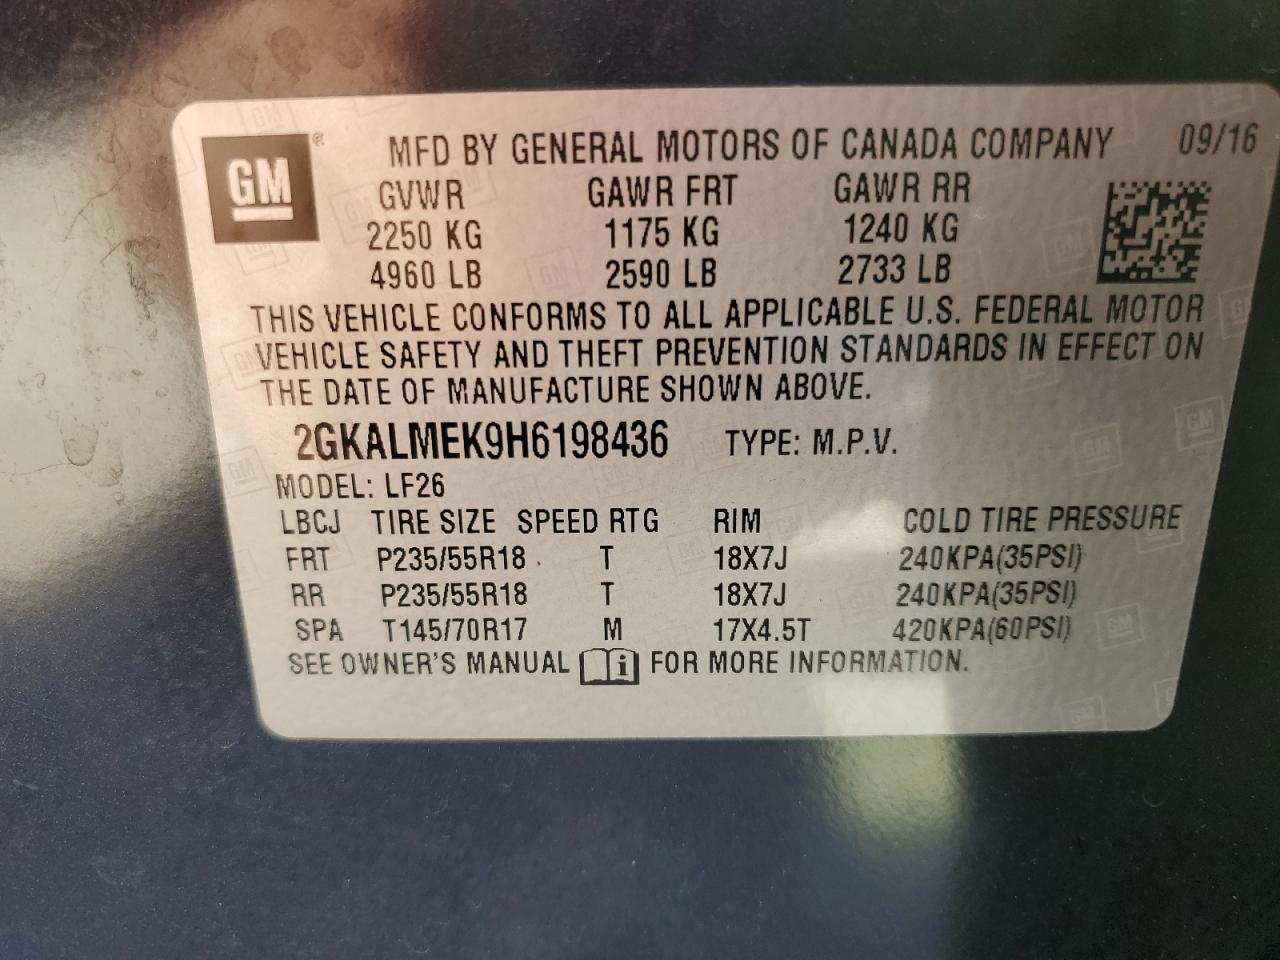 GM ® MFD BY GENERAL MOTORS OF CANADA COMPANY 09/16
GVWR GAWR FRT GAWR RR
2250 KG 1175 KG 1240 KG
4960 LB 2590 LB 2733 LB
THIS VEHICLE CONFORMS TO ALL APPLICABLE U.S. FEDERAL MOTOR
VEHICLE SAFETY AND THEFT PREVENTION STANDARDS IN EFFECT ON
THE DATE OF MANUFACTURE SHOWN ABOVE.
2GKALMEK9H6198436 TYPE: M.P.V.
MODEL: LF26
LBCJ TIRE SIZE SPEED RTG RIM COLD TIRE PRESSURE
FRT P235/55R18 T 18X7J 240KPA(35PSI)
RR P235/55R18 T 18X7J 240KPA(35PSI)
SPA T145/70R17 M 17X4.5T 420KPA(60PSI)
SEE OWNER'S MANUAL i FOR MORE INFORMATION.